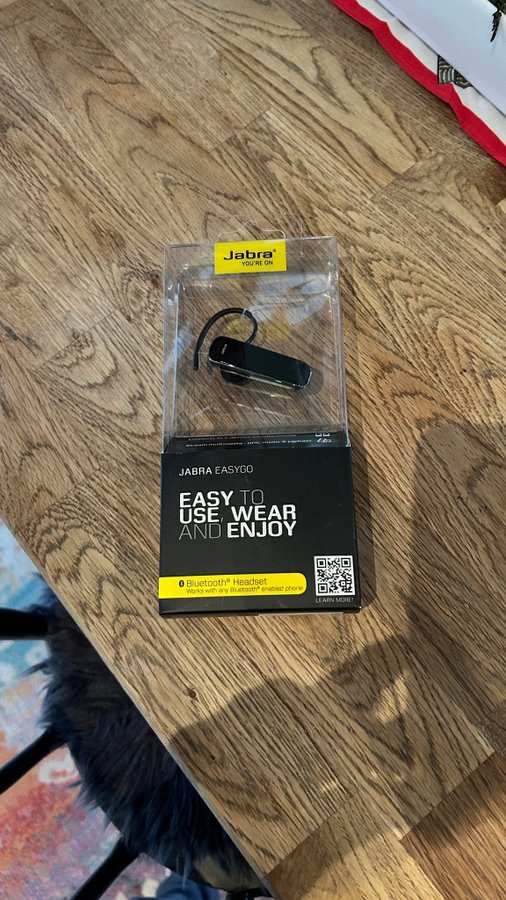 Jabra®
YOU'RE ON
Jabra
JABRA EASYGO
EASY TO
USE, WEAR
AND ENJOY
Bluetooth® Headset
Works with any Bluetooth® enabled phone
LEARN MORE!